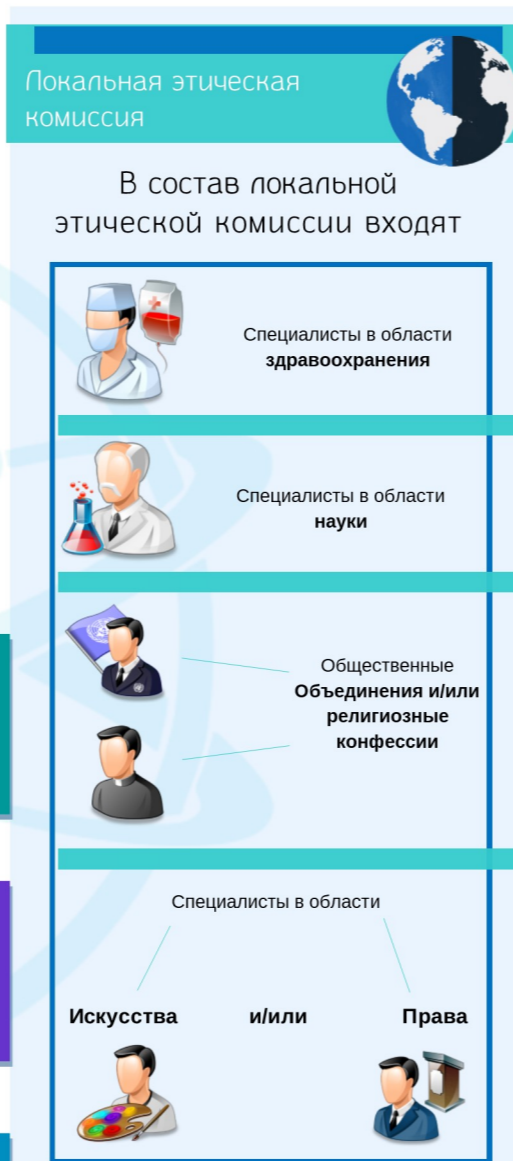 Локальная этическая
комиссия
В состав локальной
этической комиссии входят
Специалисты в области
здравоохранения
Специалисты в области
науки
Общественные
Объединения и/или
религиозные
конфессии
Специалисты в области
Искусства и/или Права